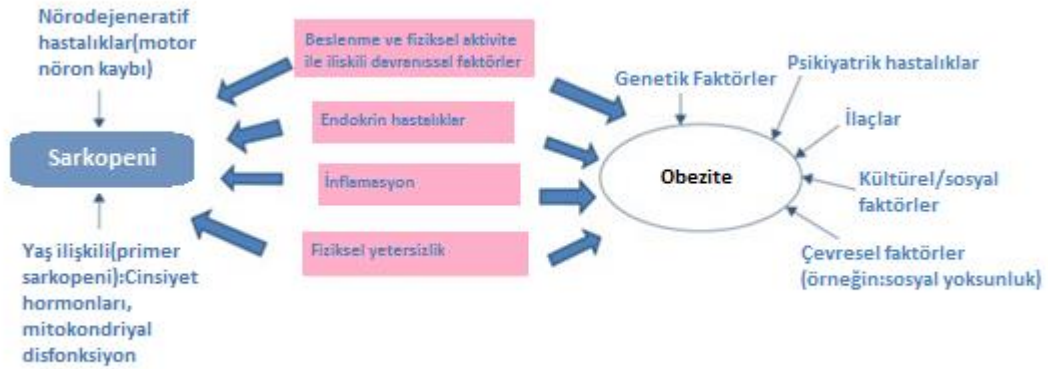 Nörodejeneratif
hastalıklar(motor
nöron kaybı)
Sarkopeni
Yaş ilişkili(primer
sarkopeni):Cinsiyet
hormonları,
mitokondriyal
disfonksiyon
Beslenme ve fiziksel aktivite
ile iliskili davranıssal faktörler
Endokrin hastalıklar
İnflamasyon
Fiziksel yetersizlik
Genetik Faktörler
Psikiyatrik hastalıklar
İlaçlar
Obezite
Kültürel/sosyal
faktörler
Çevresel faktörler
(örneğin:sosyal yoksunluk)